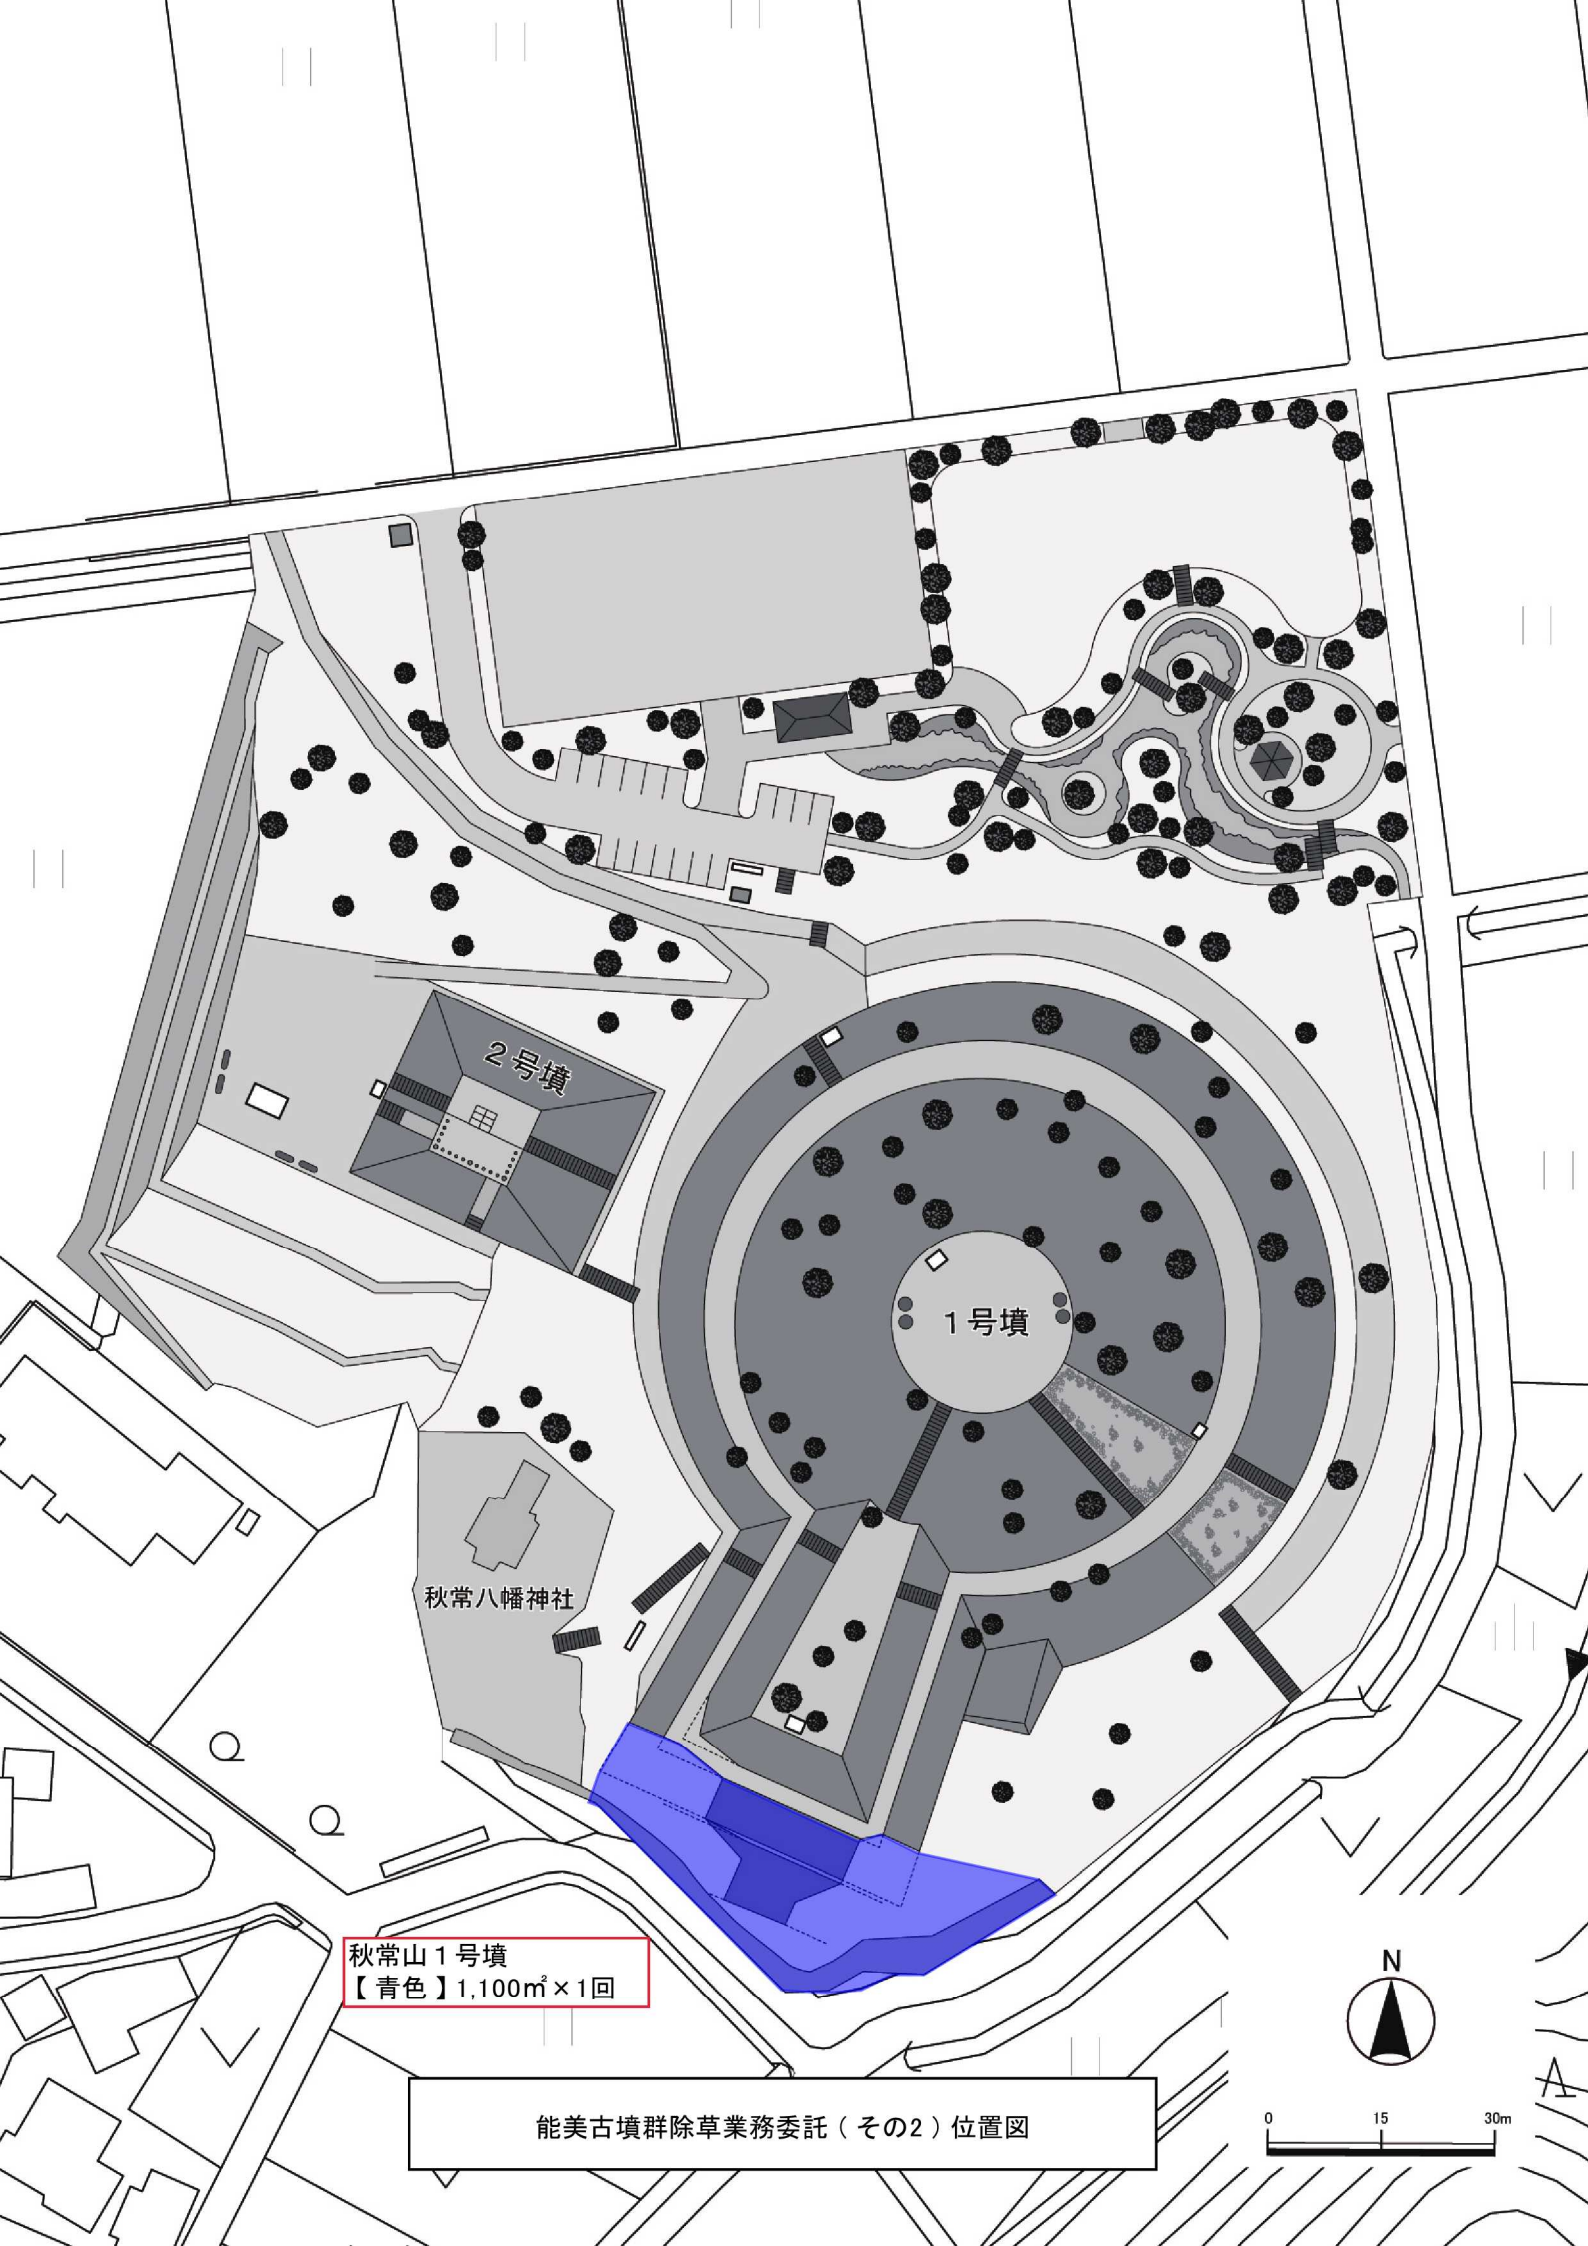 2号墳
1号墳
秋常八幡神社
秋常山１号墳
【 青色 】1,100㎡×1回
N
0 15 30m
能美古墳群除草業務委託（その2）位置図